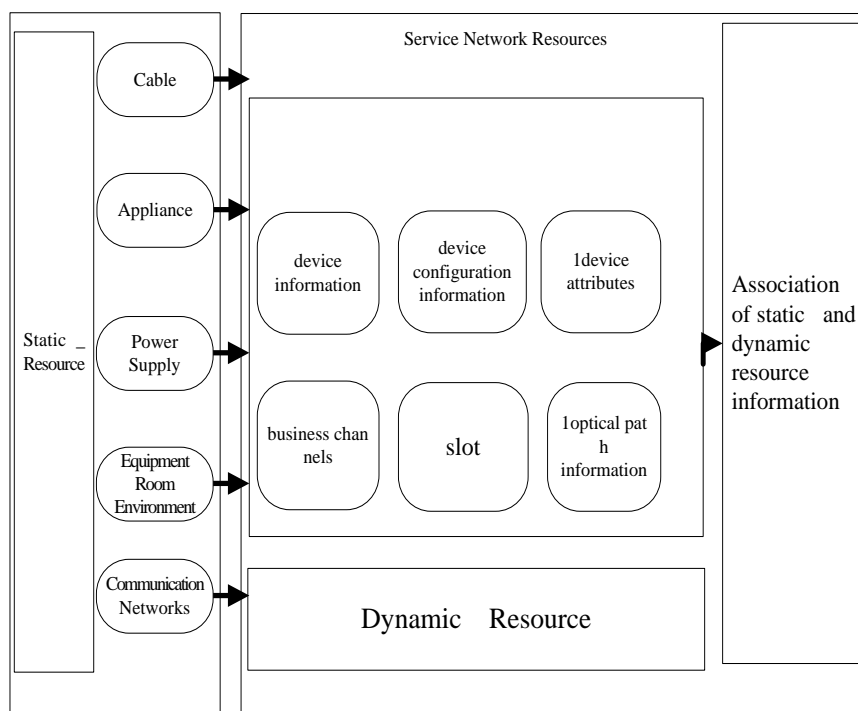 Service Network Resources
Cable
Appliance
Static _
Resource
Power
Supply
Equipment
Room
Environment
Communication
Networks
device
information
device
configuration
information
1device
attributes
business chan
nels
slot
1optical pat
h
information
Dynamic Resource
Association
of static and
dynamic
resource
information